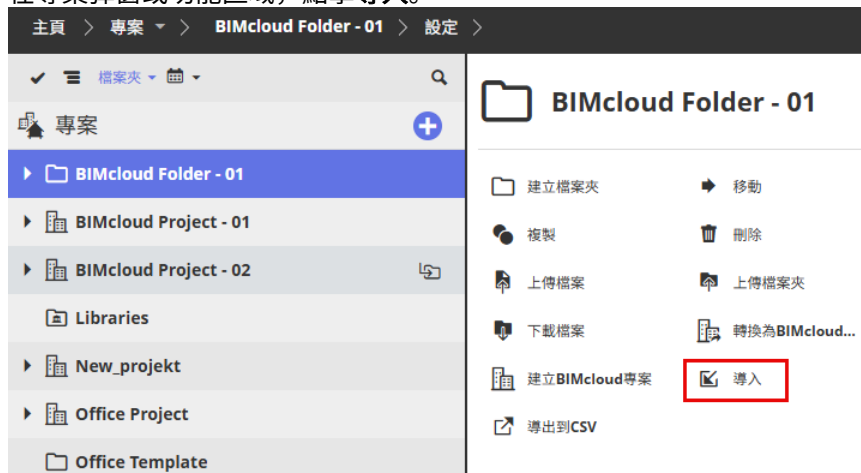 主頁 > 專案 > BIMcloud Folder - 01 > 設定 >
檔案夾
專案
BIMcloud Folder - 01
BIMcloud Project - 01
BIMcloud Project - 02
Libraries
New_projekt
Office Project
Office Template
BIMcloud Folder - 01
建立檔案夾
移動
複製
刪除
上傳檔案
上傳檔案夾
下載檔案
轉換為BIMcloud...
建立BIMcloud專案
導入
導出到CSV